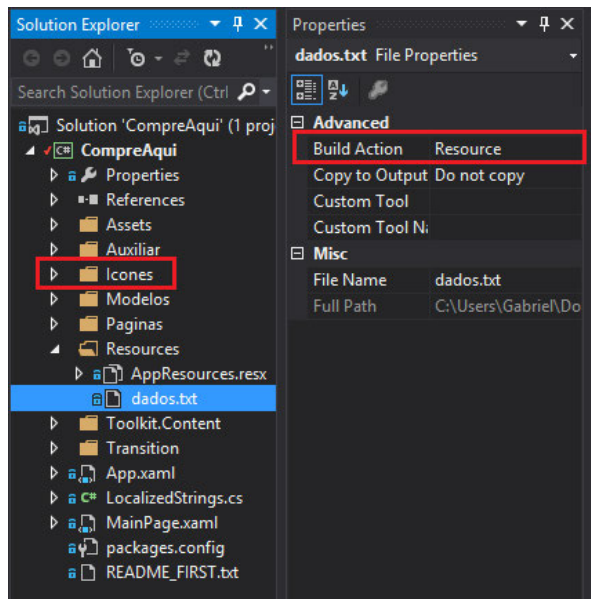 Solution Explorer
Search Solution Explorer (Ctrl
Solution 'CompreAqui' (1 proj
C# CompreAqui
Properties
References
Assets
Auxiliar
Icones
Modelos
Paginas
Resources
AppResources.resx
dados.txt
Toolkit.Content
Transition
App.xaml
C# LocalizedStrings.cs
MainPage.xaml
packages.config
README_FIRST.txt
Properties
dados.txt File Properties
Advanced
Build Action Resource
Copy to Output Do not copy
Custom Tool
Custom Tool Na
Misc
File Name dados.txt
Full Path C:\Users\Gabriel\Do